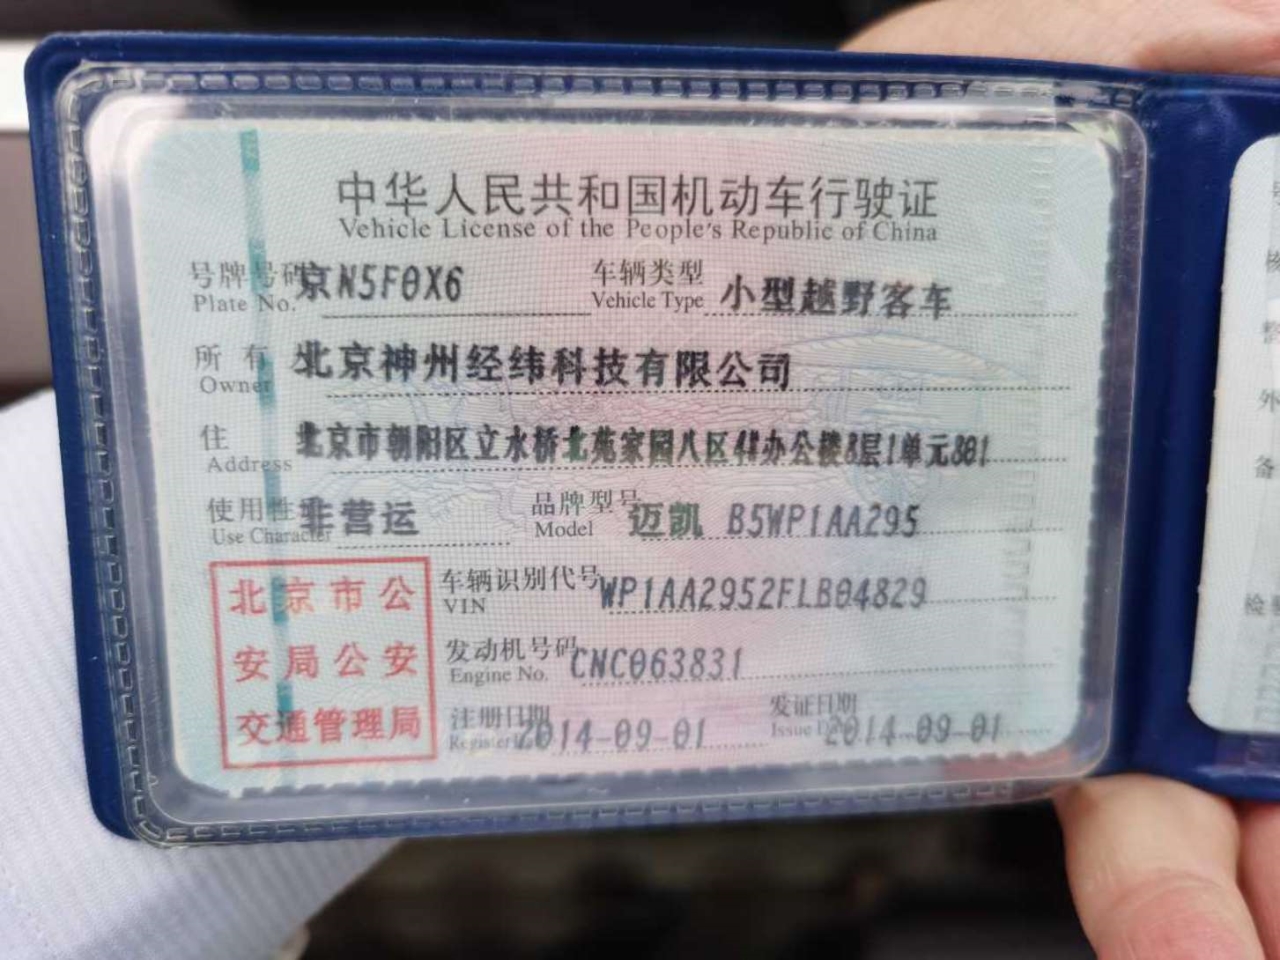 中华人民共和国机动车行驶证
Vehicle License of the People's Republic of China
号牌号码 京N5F0X6 车辆类型 小型越野客车
Plate No. Vehicle Type
所有 北京神州经纬科技有限公司
Owner
住 北京市朝阳区立水桥北苑家园八区4#办公楼8层1单元801
Address
使用性 非营运 品牌型号 迈凯 B5WP1AA295
Use Character Model
车辆识别代号 WP1AA2952FLB04829
VIN
发动机号码 CNC063831
Engine No.
注册日期 2014-09-01 发证日期 2014-09-01
Register Issue
北京市公
安局公安
交通管理局
外
备
检